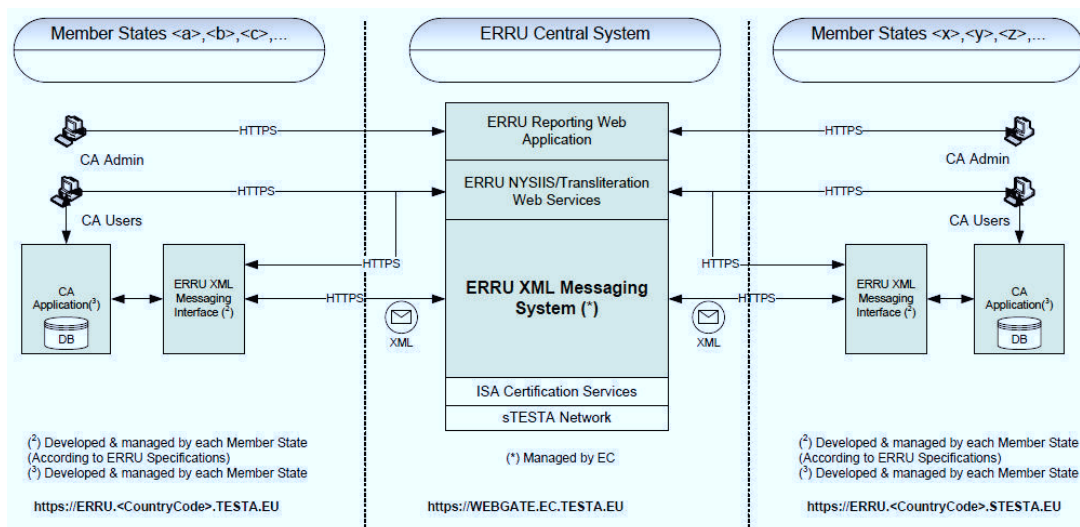 Member States <a>,<b>,<c>,...
ERRU Central System
Member States <x>,<y>,<z>,...
ERRU Reporting Web
Application
HTTPS
HTTPS
CA Admin
CA Admin
ERRU NYSIIS/Transliteration
Web Services
HTTPS
HTTPS
CA Users
CA Users
HTTPS
HTTPS
CA
Application(³)
DB
ERRU XML
Messaging
Interface (²)
HTTPS
XML
ERRU XML Messaging
System (*)
HTTPS
XML
ERRU XML
Messaging
Interface (²)
CA
Application(³)
DB
ISA Certification Services
sTESTA Network
(²) Developed & managed by each Member State
(According to ERRU Specifications)
(³) Developed & managed by each Member State
(*) Managed by EC
(²) Developed & managed by each Member State
(According to ERRU Specifications)
(³) Developed & managed by each Member State
https://ERRU.<CountryCode>.TESTA.EU
https://WEBGATE.EC.TESTA.EU
https://ERRU.<CountryCode>.STESTA.EU